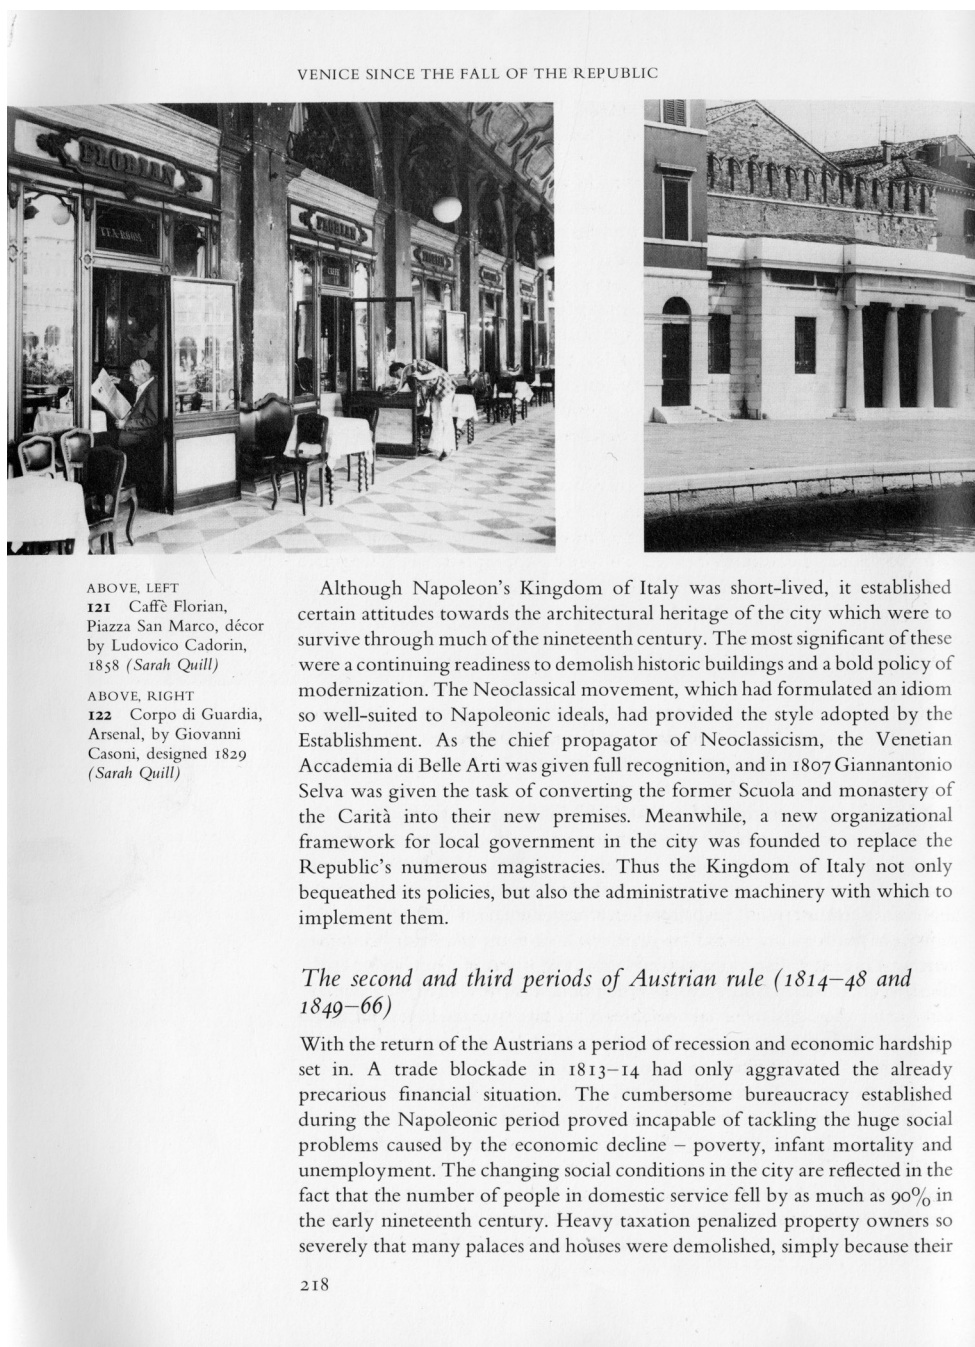 VENICE SINCE THE FALL OF THE REPUBLIC
FLORIAN
TEA-ROOM
FLORIAN
FLORIAN
ABOVE, LEFT
121 Caffè Florian,
Piazza San Marco, décor
by Ludovico Cadorin,
1858 (Sarah Quill)
ABOVE, RIGHT
122 Corpo di Guardia,
Arsenal, by Giovanni
Casoni, designed 1829
(Sarah Quill)
Although Napoleon's Kingdom of Italy was short-lived, it established
certain attitudes towards the architectural heritage of the city which were to
survive through much of the nineteenth century. The most significant of these
were a continuing readiness to demolish historic buildings and a bold policy of
modernization. The Neoclassical movement, which had formulated an idiom
so well-suited to Napoleonic ideals, had provided the style adopted by the
Establishment. As the chief propagator of Neoclassicism, the Venetian
Accademia di Belle Arti was given full recognition, and in 1807 Giannantonio
Selva was given the task of converting the former Scuola and monastery of
the Carità into their new premises. Meanwhile, a new organizational
framework for local government in the city was founded to replace the
Republic's numerous magistracies. Thus the Kingdom of Italy not only
bequeathed its policies, but also the administrative machinery with which to
implement them.
The second and third periods of Austrian rule (1814–48 and
1849–66)
With the return of the Austrians a period of recession and economic hardship
set in. A trade blockade in 1813–14 had only aggravated the already
precarious financial situation. The cumbersome bureaucracy established
during the Napoleonic period proved incapable of tackling the huge social
problems caused by the economic decline – poverty, infant mortality and
unemployment. The changing social conditions in the city are reflected in the
fact that the number of people in domestic service fell by as much as 90% in
the early nineteenth century. Heavy taxation penalized property owners so
severely that many palaces and houses were demolished, simply because their
218